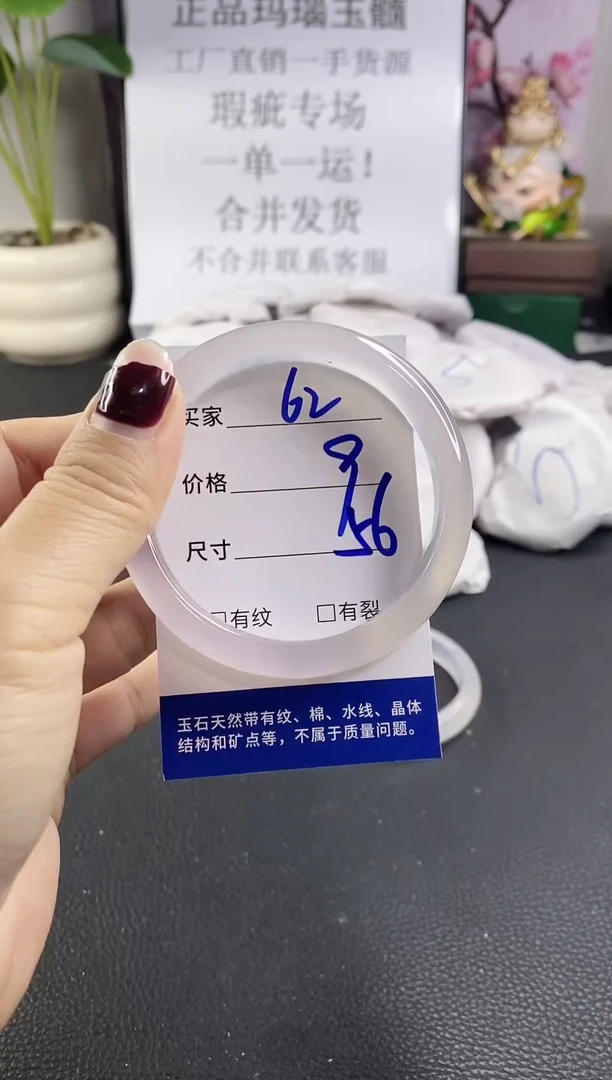 正品玛瑙玉髓
工厂直销一手货源
瑕疵专场
一单一运！
合并发货
不合并联系客服
买家 62
价格
尺寸 56
□有纹 □有裂
玉石天然带有纹、棉、水线、晶体
结构和矿点等，不属于质量问题。